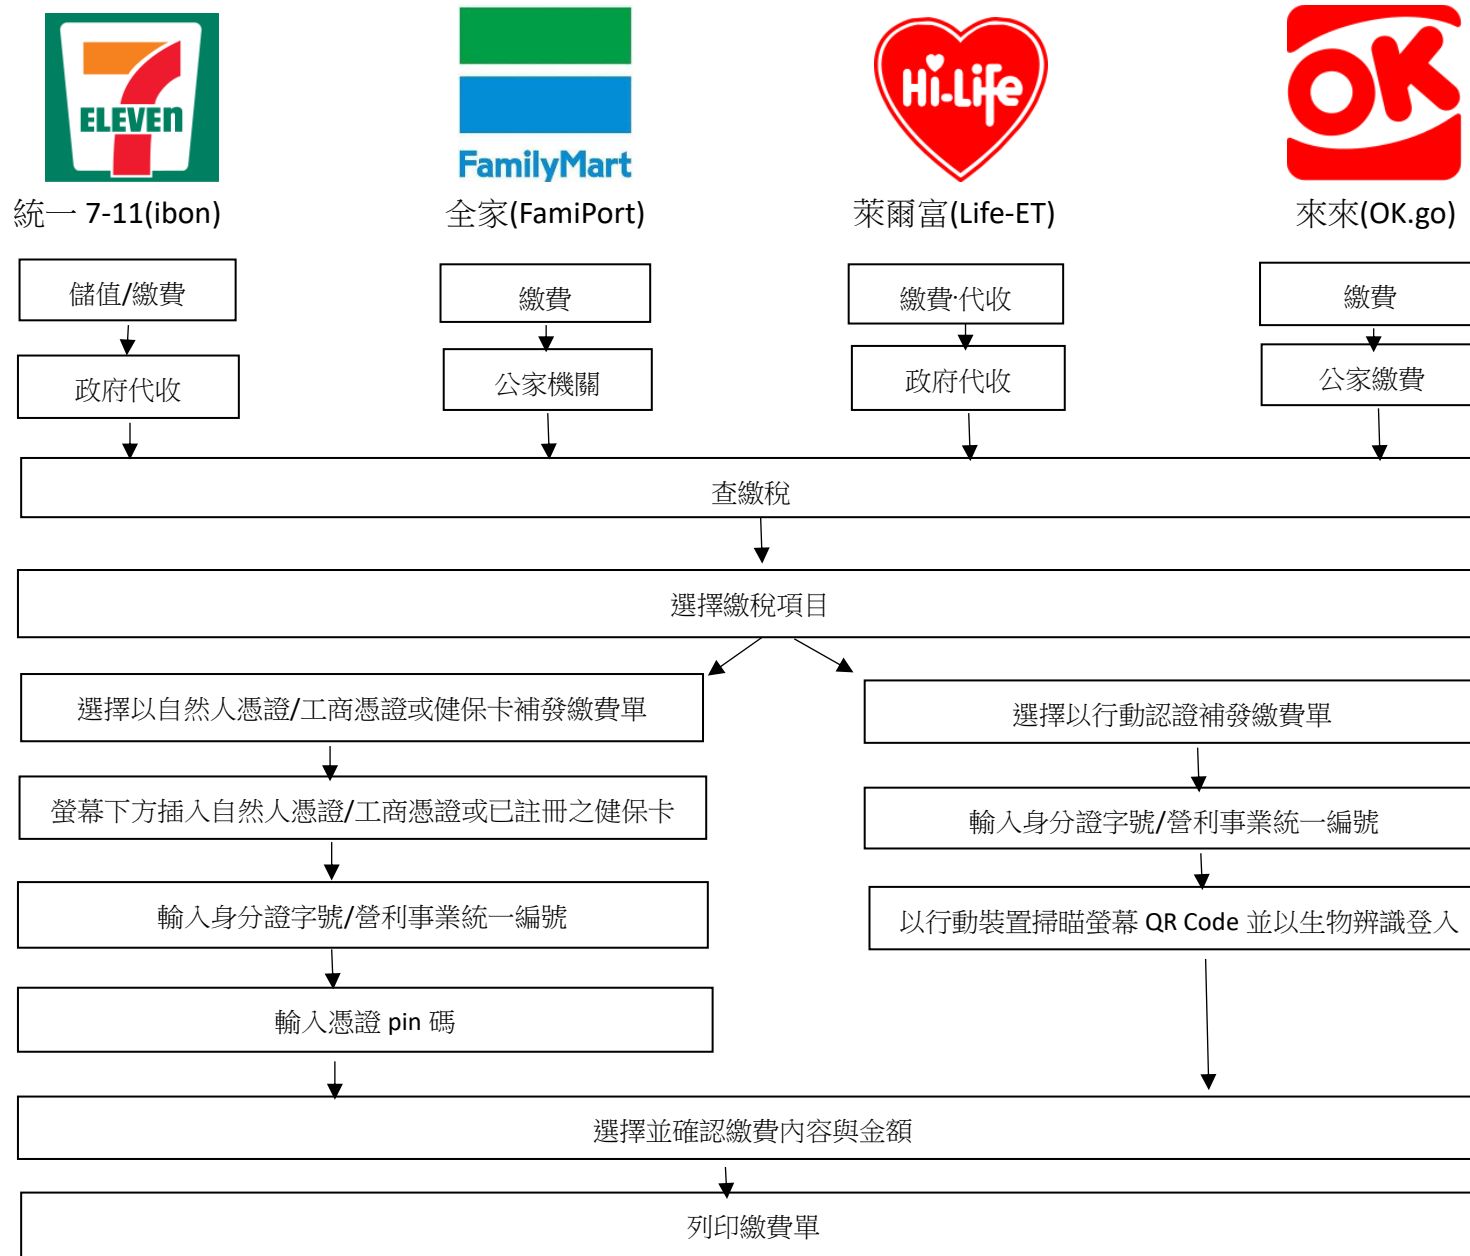 ELEVEN
FamilyMart
Hi-Life
OK
統一 7-11(ibon)
全家(FamiPort)
萊爾富(Life-ET)
來來(OK.go)
儲值/繳費
繳費
繳費‧代收
繳費
政府代收
公家機關
政府代收
公家繳費
查繳稅
選擇繳稅項目
選擇以自然人憑證/工商憑證或健保卡補發繳費單
螢幕下方插入自然人憑證/工商憑證或已註冊之健保卡
輸入身分證字號/營利事業統一編號
輸入憑證 pin 碼
選擇以行動認證補發繳費單
輸入身分證字號/營利事業統一編號
以行動裝置掃瞄螢幕 QR Code 並以生物辨識登入
選擇並確認繳費內容與金額
列印繳費單